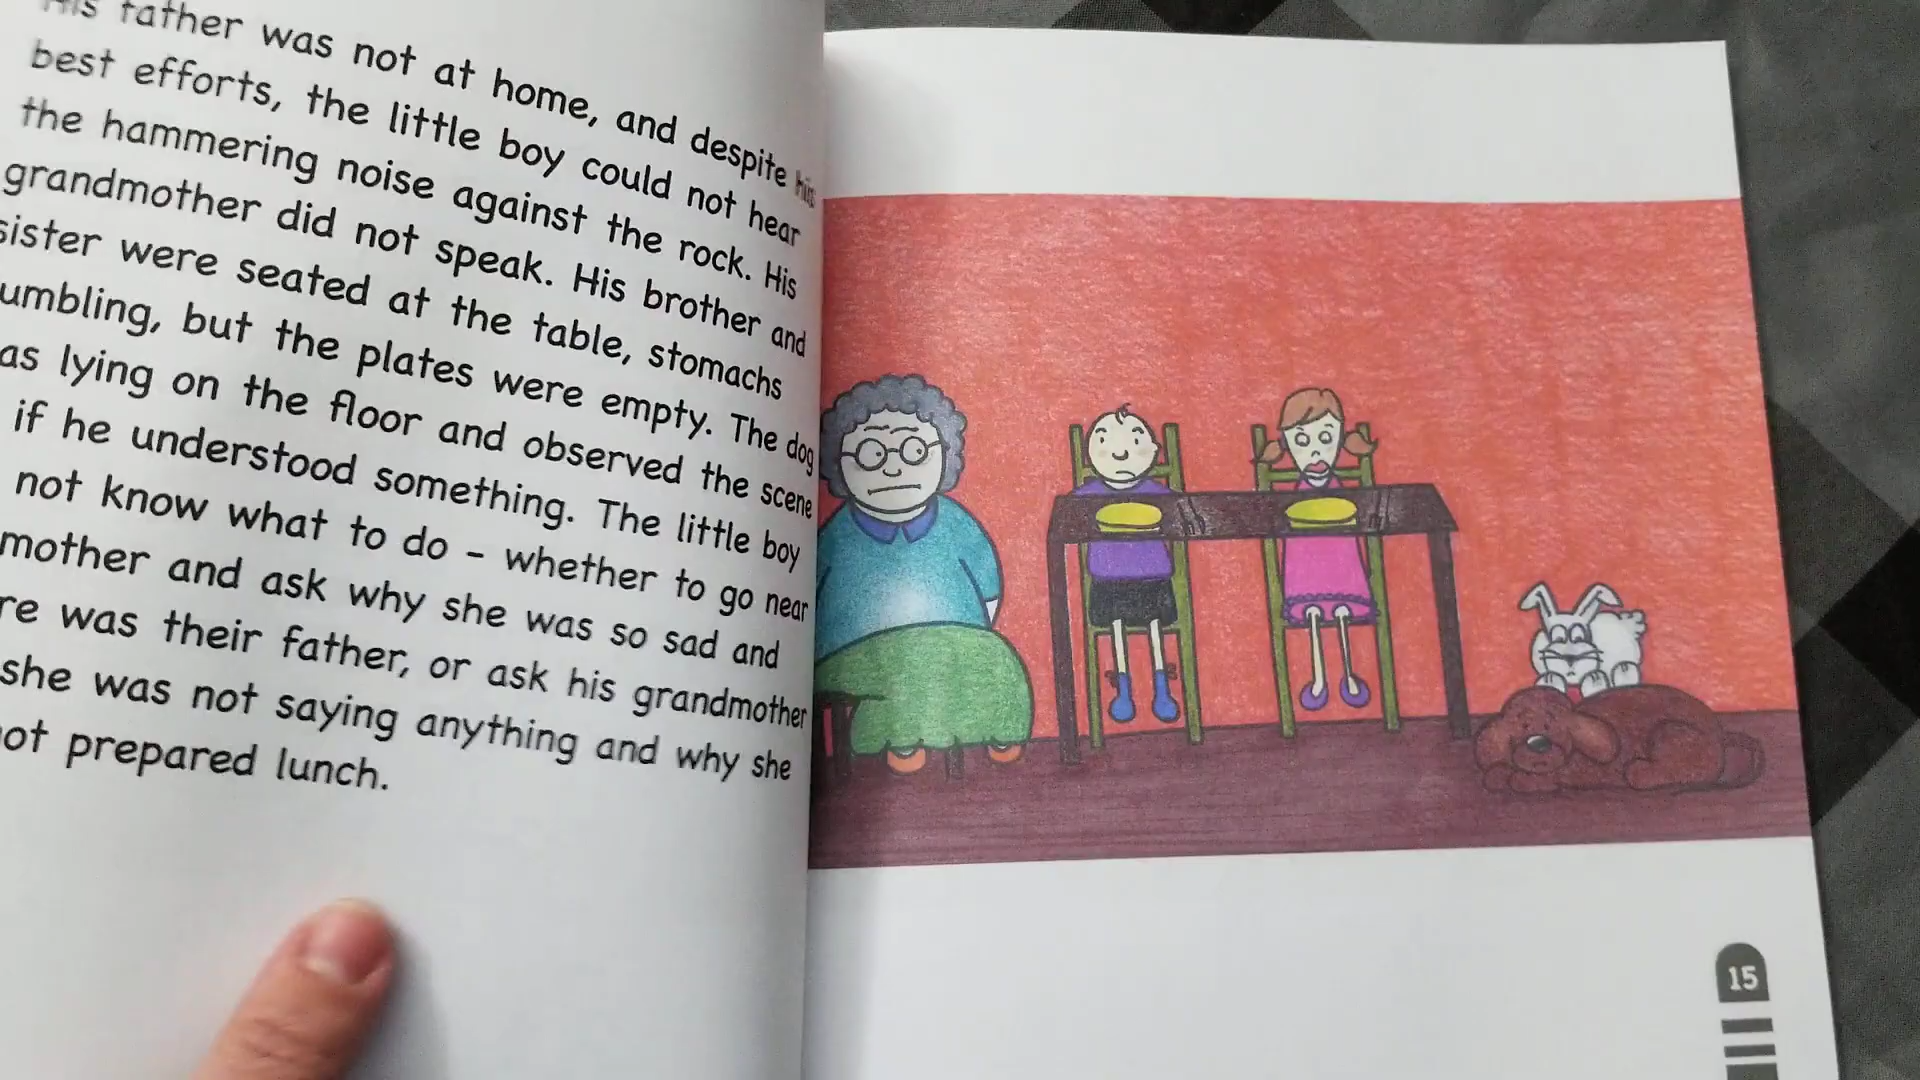 His father was not at home, and despite his
best efforts, the little boy could not hear
the hammering noise against the rock. His
grandmother did not speak. His brother and
sister were seated at the table, stomachs
umbling, but the plates were empty. The dog
as lying on the floor and observed the scene
if he understood something. The little boy
not know what to do – whether to go near
mother and ask why she was so sad and
re was their father, or ask his grandmother
she was not saying anything and why she
ot prepared lunch.
15